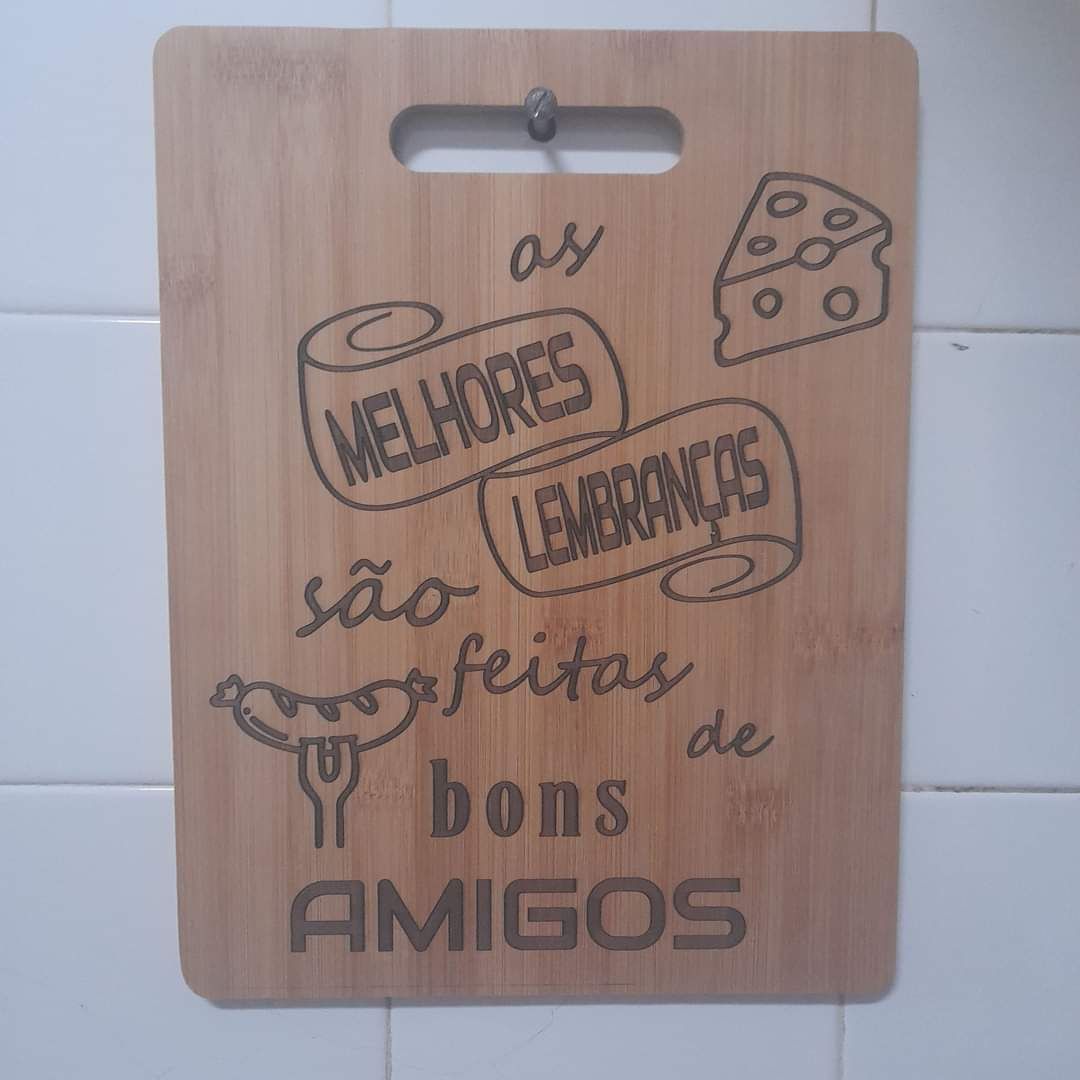 as
MELHORES
LEMBRANÇAS
são
feitas
de
bons
AMIGOS